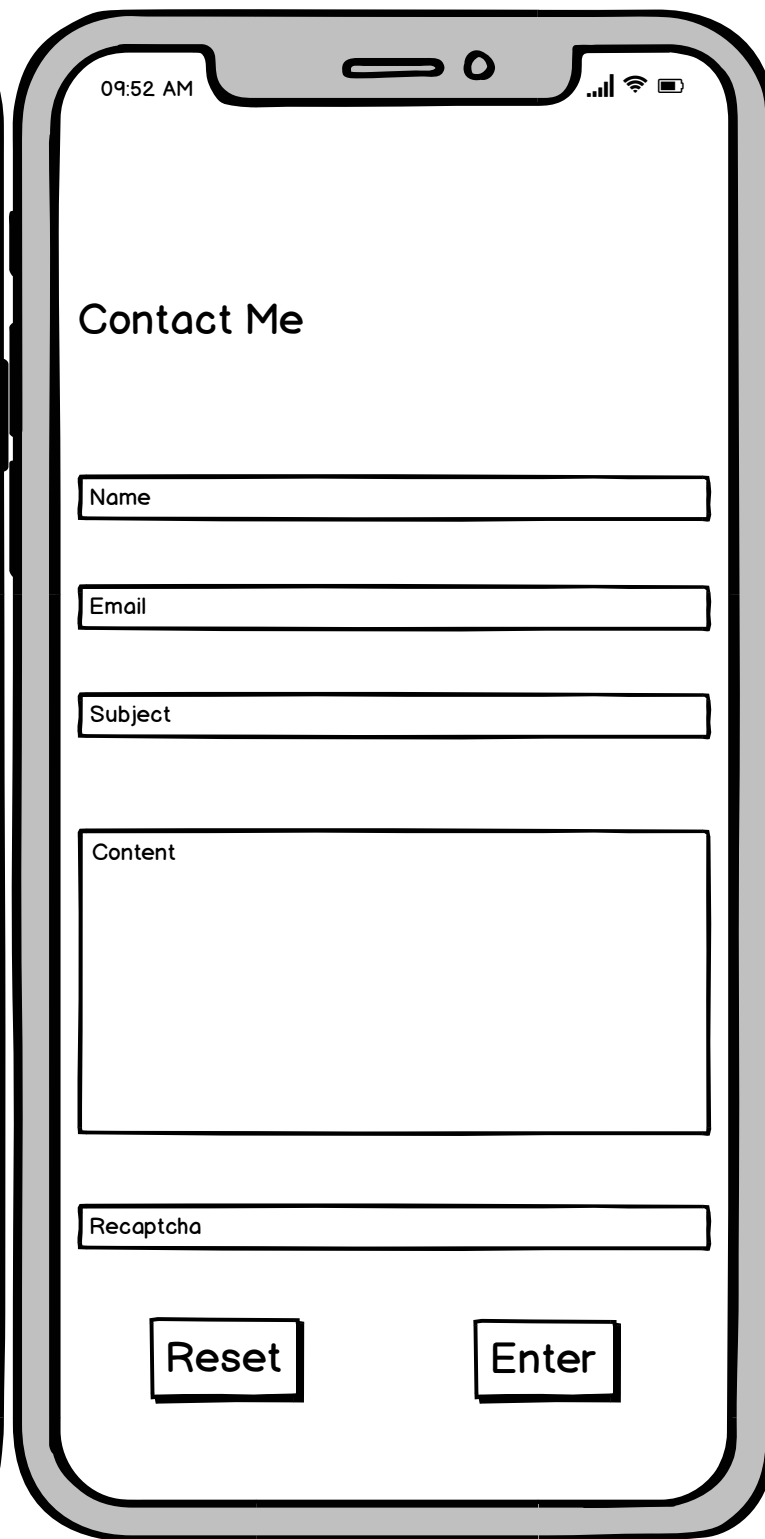 09:52 AM
Contact Me
Name
Email
Subject
Content
Recaptcha
Reset Enter